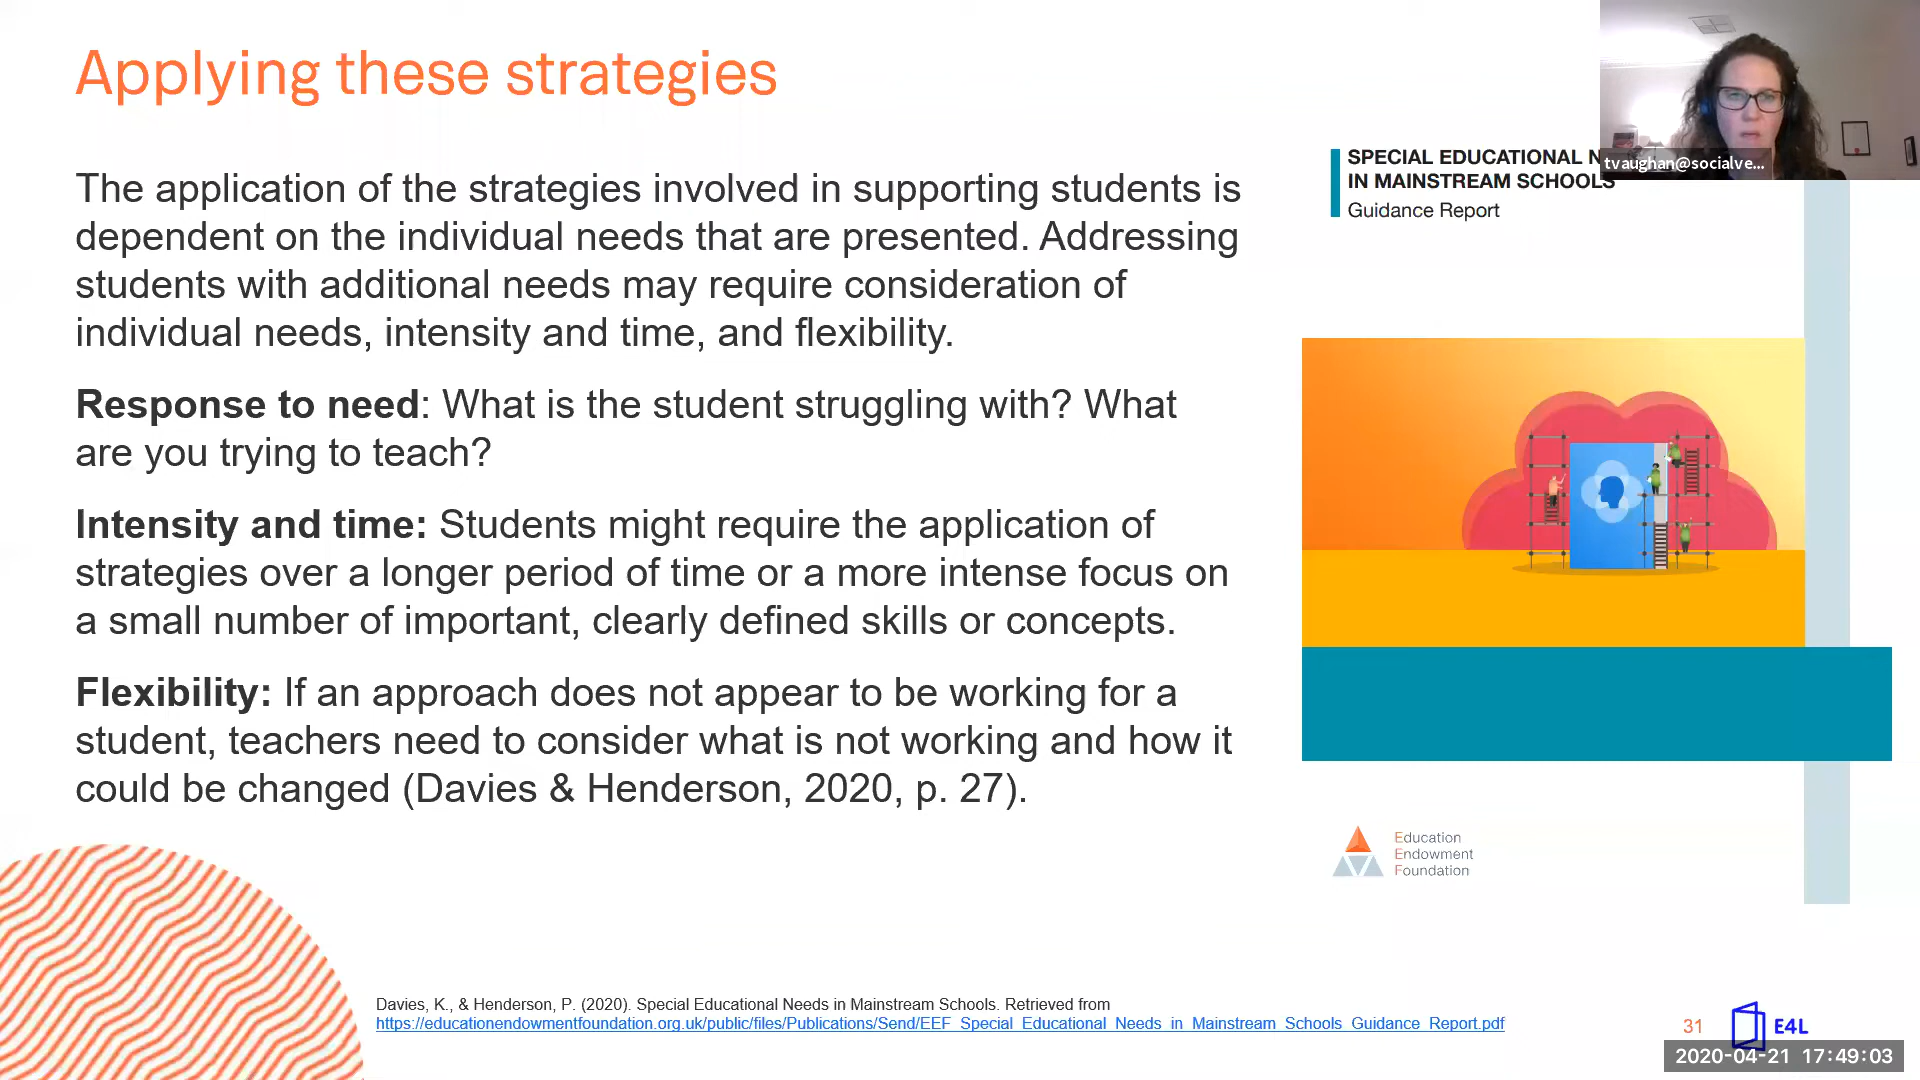 Applying these strategies
The application of the strategies involved in supporting students is
dependent on the individual needs that are presented. Addressing
students with additional needs may require consideration of
individual needs, intensity and time, and flexibility.
Response to need: What is the student struggling with? What
are you trying to teach?
Intensity and time: Students might require the application of
strategies over a longer period of time or a more intense focus on
a small number of important, clearly defined skills or concepts.
Flexibility: If an approach does not appear to be working for a
student, teachers need to consider what is not working and how it
could be changed (Davies & Henderson, 2020, p. 27).
tvaughan@socialve...
SPECIAL EDUCATIONAL N
IN MAINSTREAM SCHOOLS
Guidance Report
Education
Endowment
Foundation
Davies, K., & Henderson, P. (2020). Special Educational Needs in Mainstream Schools. Retrieved from
https://educationendowmentfoundation.org.uk/public/files/Publications/Send/EEF_Special_Educational_Needs_in_Mainstream_Schools_Guidance_Report.pdf
31
E4L
2020-04-21 17:49:03